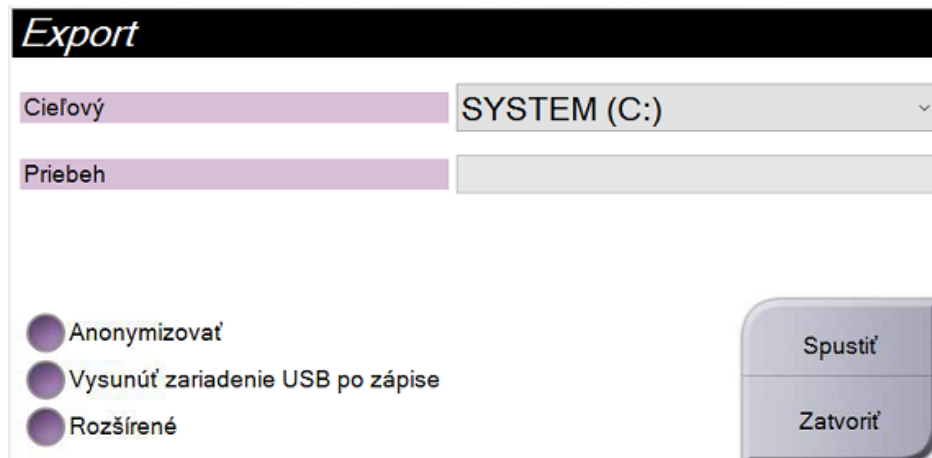 Export
Cieľový
SYSTEM (C:)
Priebeh
Anonymizovať
Vysunúť zariadenie USB po zápise
Rozšírené
Spustiť
Zatvoriť